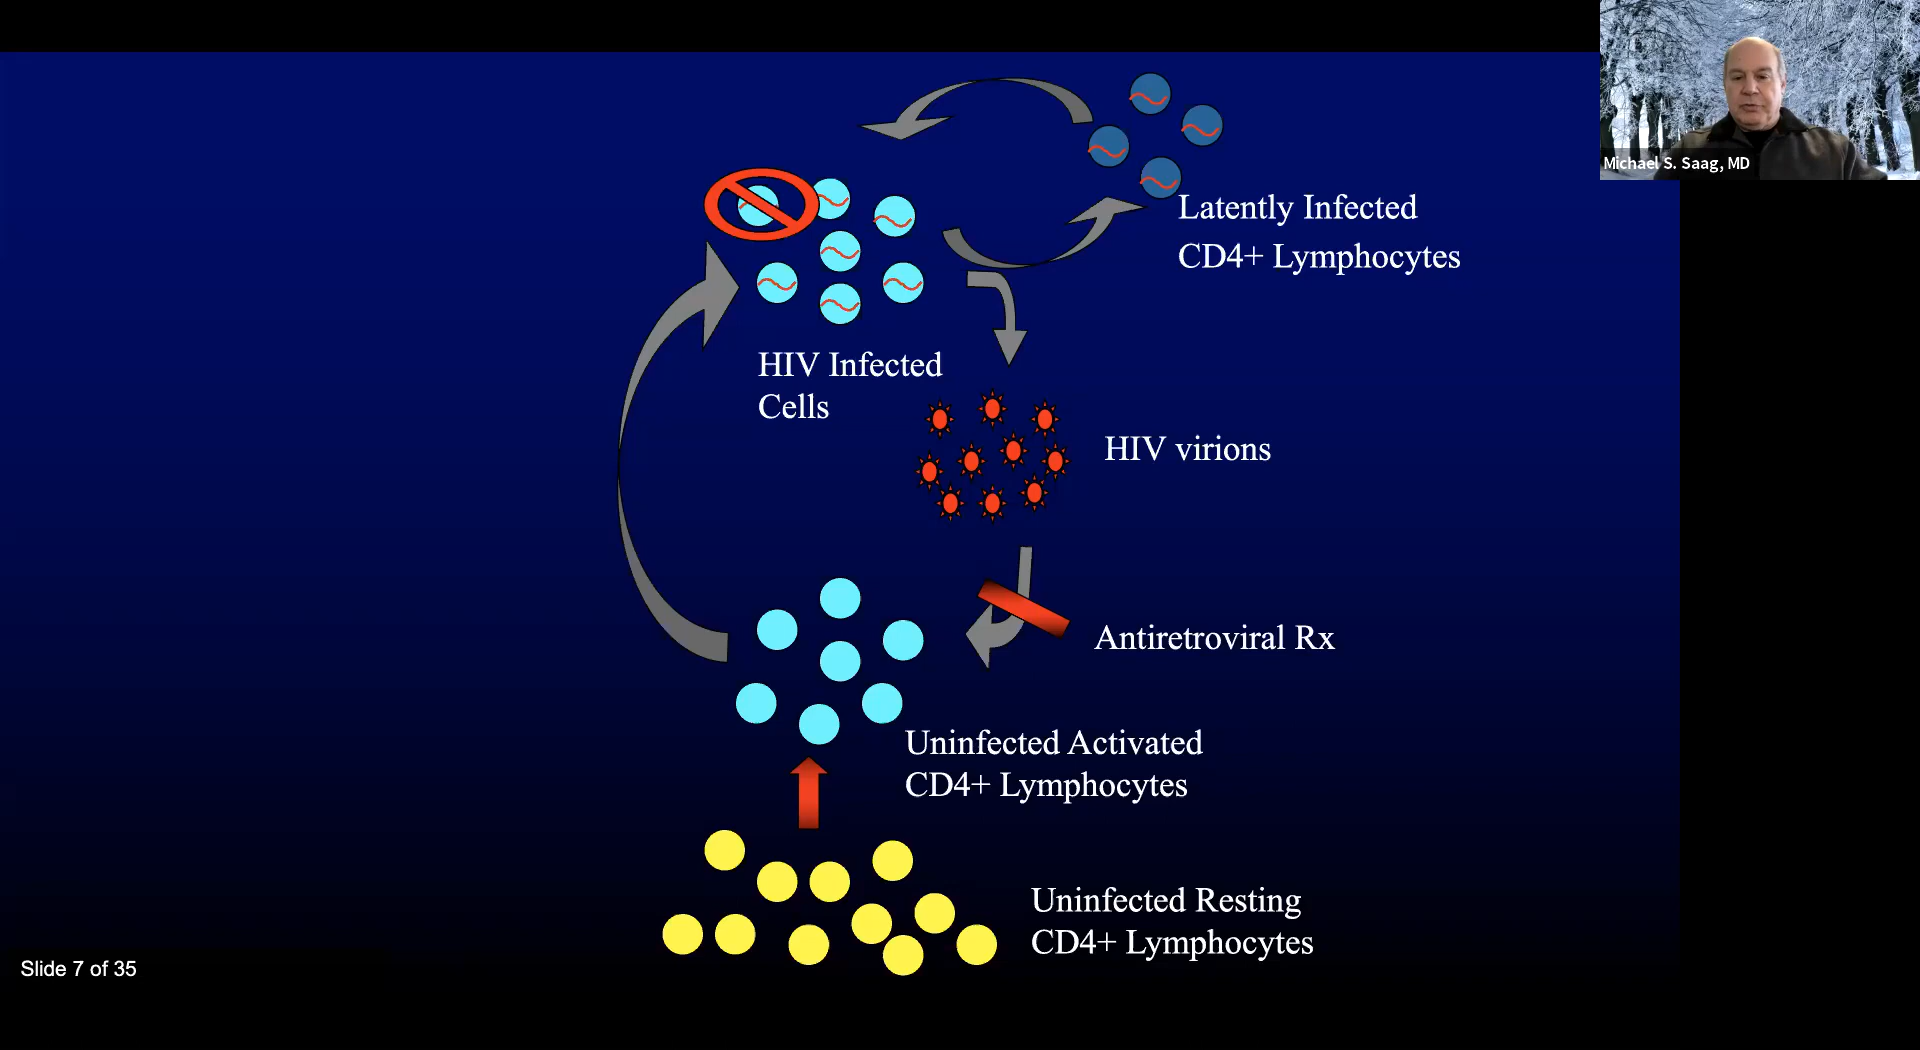 Michael S. Saag, MD
Latently Infected
CD4+ Lymphocytes
HIV Infected
Cells
HIV virions
Antiretroviral Rx
Uninfected Activated
CD4+ Lymphocytes
Uninfected Resting
CD4+ Lymphocytes
Slide 7 of 35